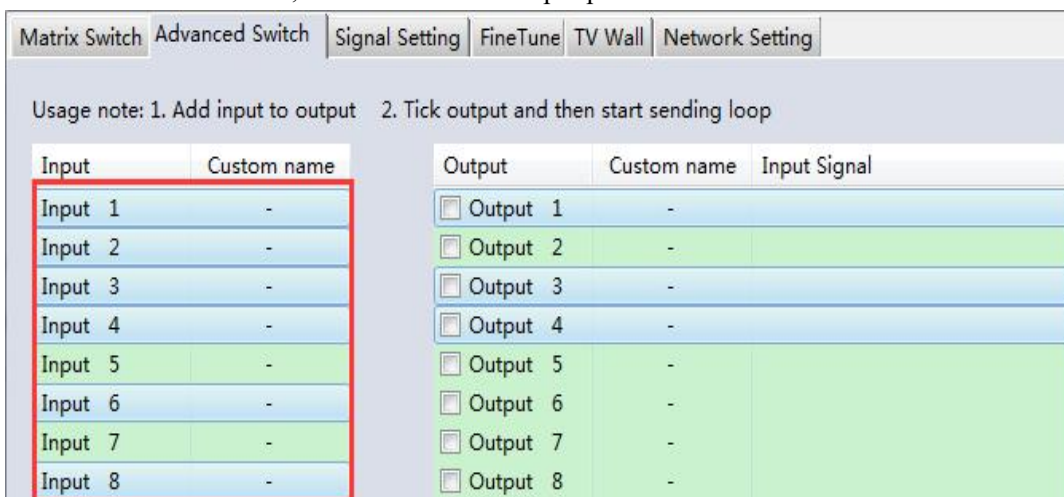 Matrix Switch Advanced Switch Signal Setting FineTune TV Wall Network Setting
Usage note: 1. Add input to output 2. Tick output and then start sending loop
Input Custom name Output Custom name Input Signal
Input 1 - Output 1 -
Input 2 - Output 2 -
Input 3 - Output 3 -
Input 4 - Output 4 -
Input 5 - Output 5 -
Input 6 - Output 6 -
Input 7 - Output 7 -
Input 8 - Output 8 -